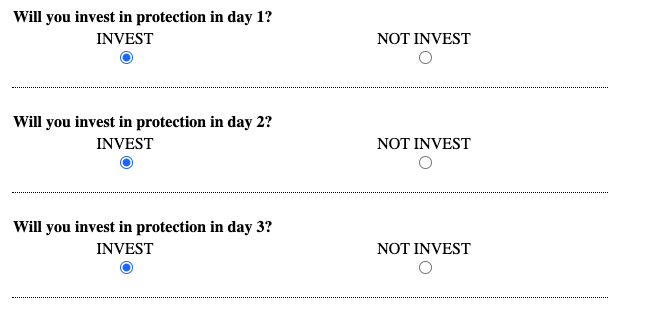 Will you invest in protection in day 1?
INVEST NOT INVEST
Will you invest in protection in day 2?
INVEST NOT INVEST
Will you invest in protection in day 3?
INVEST NOT INVEST